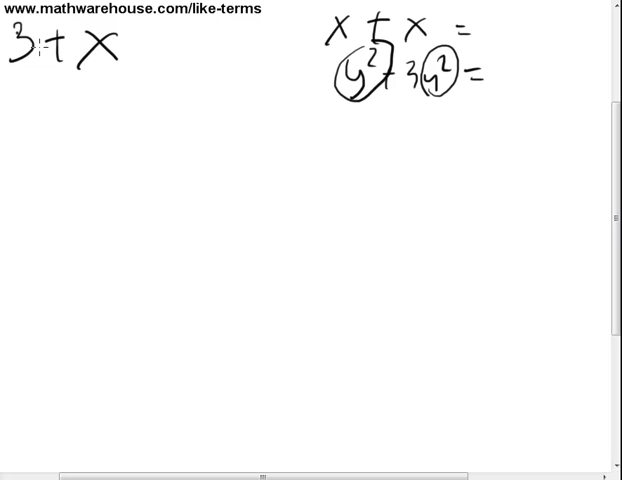 www.mathwarehouse.com/like-terms
3 + x
x + x =
y² + 3y² =